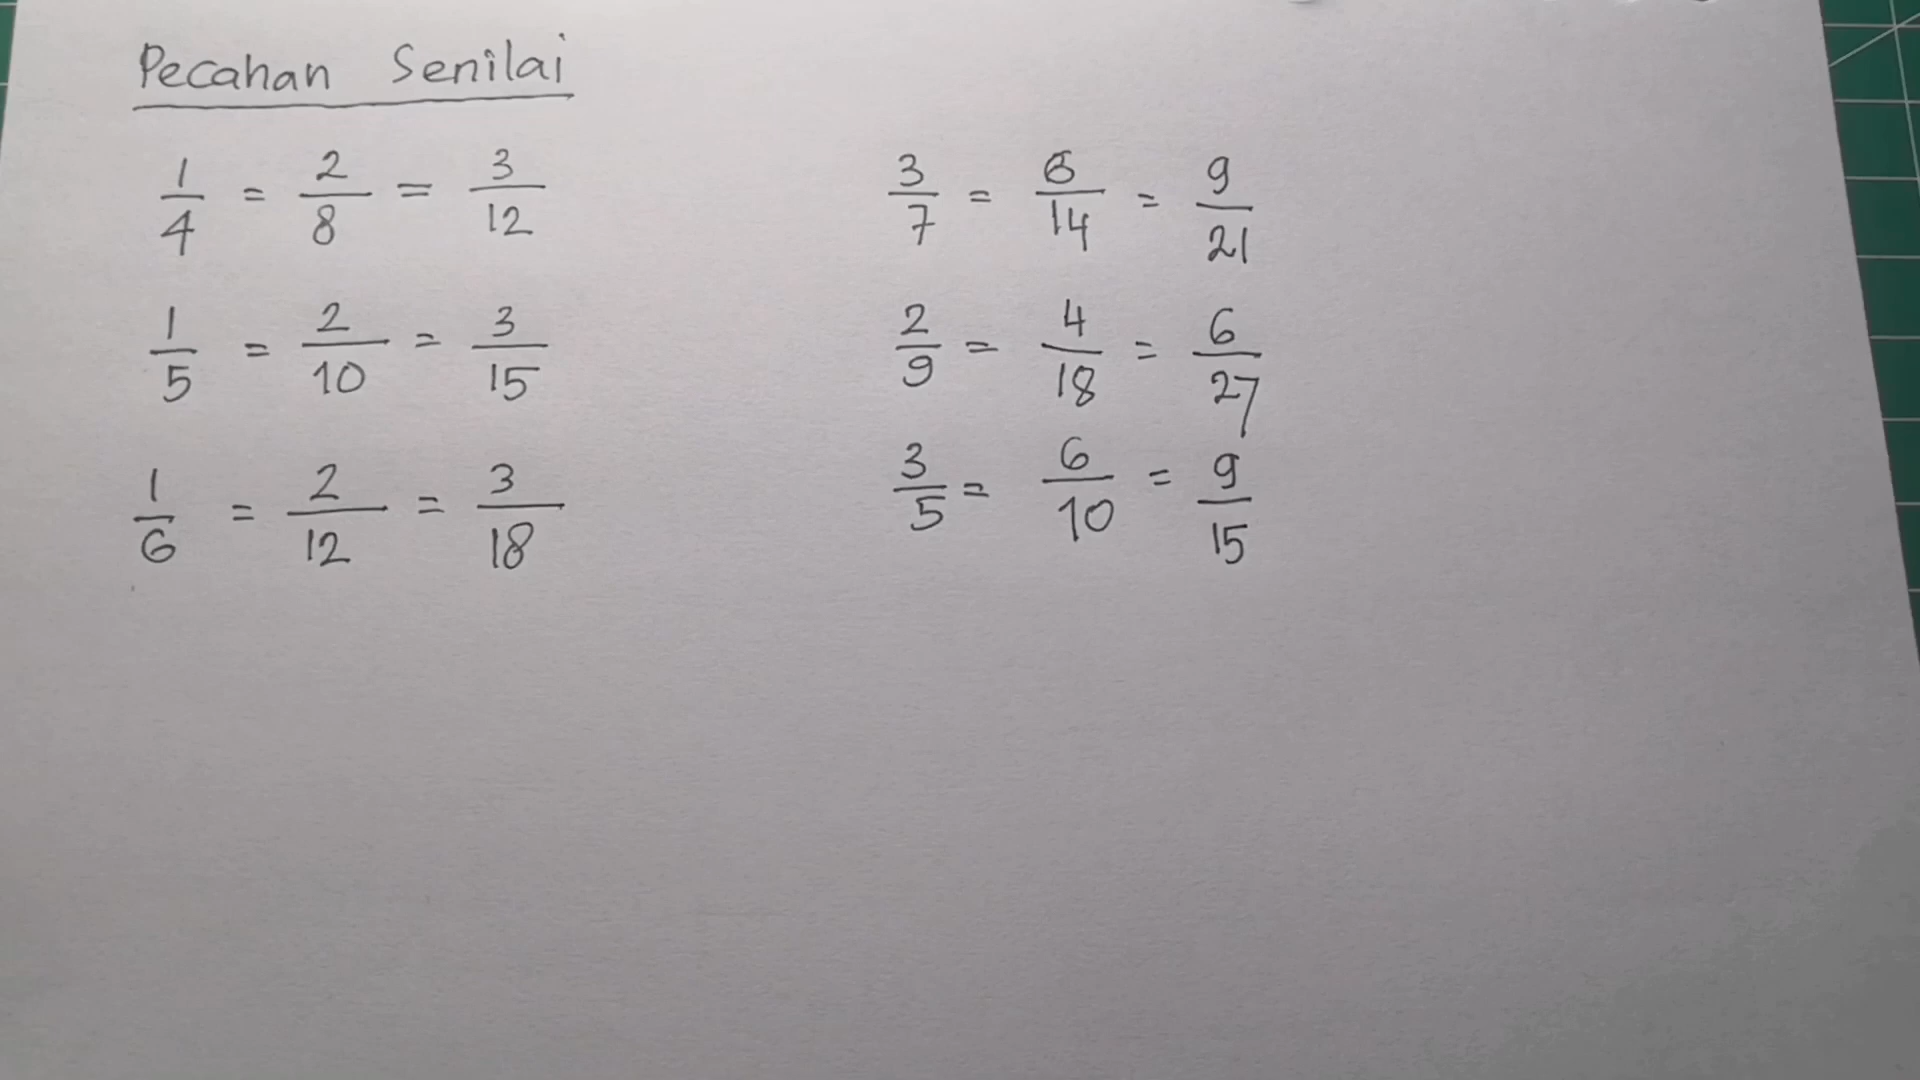 Pecahan Senilai
1/4 = 2/8 = 3/12
1/5 = 2/10 = 3/15
1/6 = 2/12 = 3/18
3/7 = 6/14 = 9/21
2/9 = 4/18 = 6/27
3/5 = 6/10 = 9/15